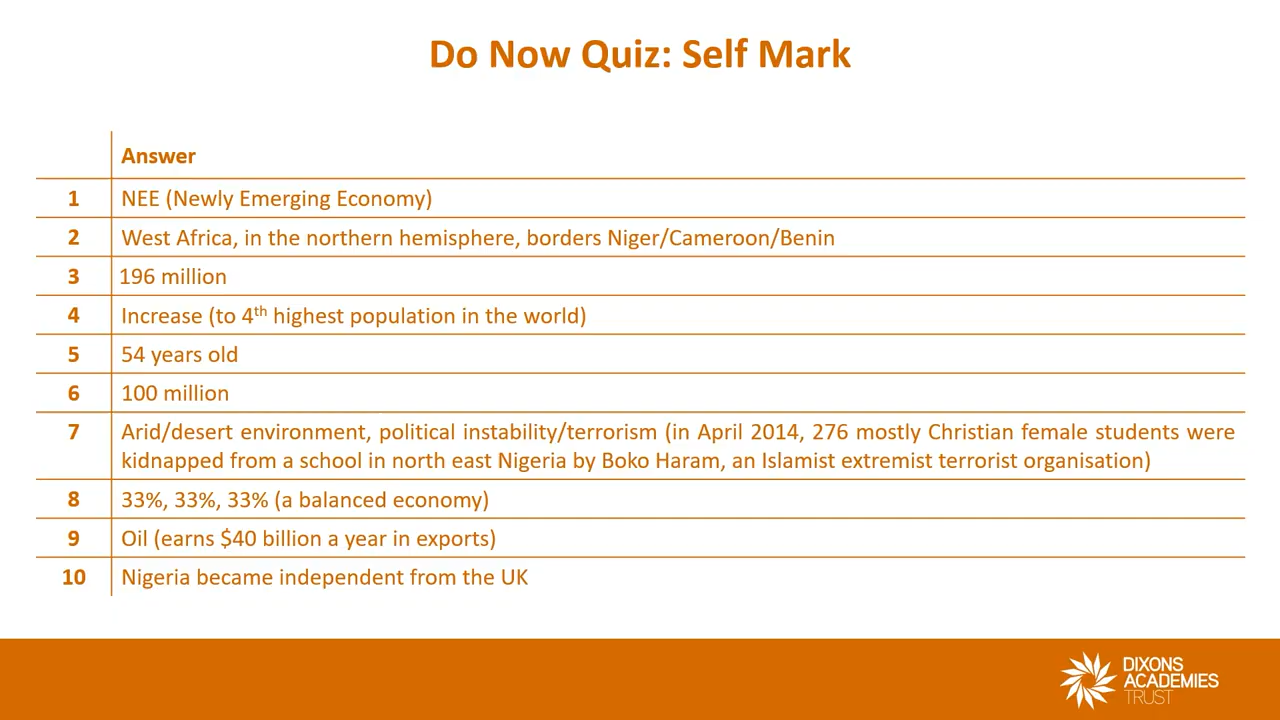 Do Now Quiz: Self Mark
Answer
1 NEE (Newly Emerging Economy)
2 West Africa, in the northern hemisphere, borders Niger/Cameroon/Benin
3 196 million
4 Increase (to 4th highest population in the world)
5 54 years old
6 100 million
7 Arid/desert environment, political instability/terrorism (in April 2014, 276 mostly Christian female students were
kidnapped from a school in north east Nigeria by Boko Haram, an Islamist extremist terrorist organisation)
8 33%, 33%, 33% (a balanced economy)
9 Oil (earns $40 billion a year in exports)
10 Nigeria became independent from the UK
DIXONS
ACADEMIES
TRUST